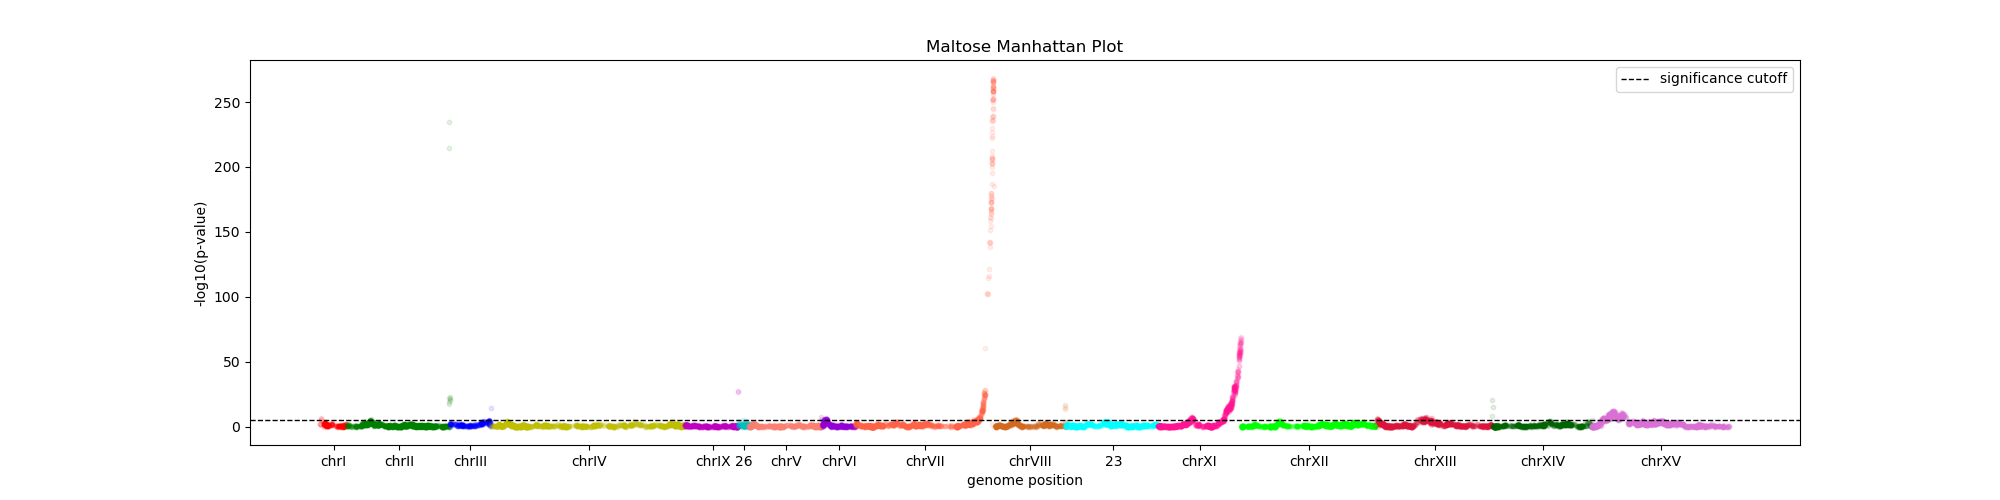 Maltose Manhattan Plot
significance cutoff
-log10(p-value)
250
200
150
100
50
0
chrI chrII chrIII chrIV chrIX 26 chrV chrVI chrVII chrVIII 23 chrXI chrXII chrXIII chrXIV chrXV
genome position